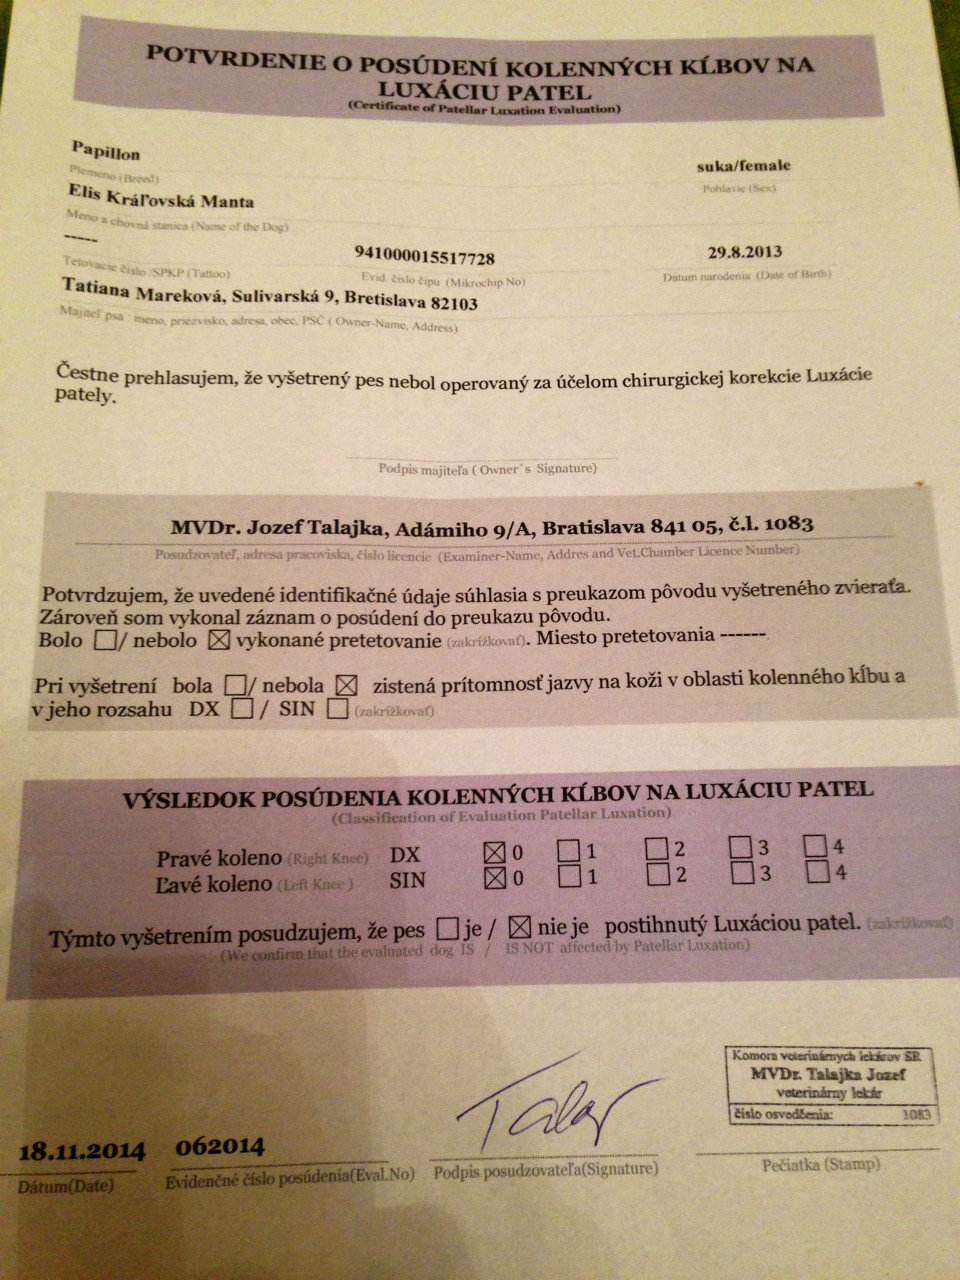 POTVRDENIE O POSÚDENÍ KOLENNÝCH KĹBOV NA
LUXÁCIU PATEL
(Certificate of Patellar Luxation Evaluation)
Papillon
suka/female
Plemeno (Breed)
Pohlavie (Sex)
Elis Kráľovská Manta
Meno a chovná stanica (Name of the Dog)
-----
941000015517728
29.8.2013
Tetovacie číslo /SPKP (Tattoo)
Evid. číslo čipu (Mikrochip No)
Dátum narodenia (Date of Birth)
Tatiana Mareková, Sulivarská 9, Bretislava 82103
Majiteľ psa : meno, priezvisko, adresa, obec, PSČ ( Owner-Name, Address)
Čestne prehlasujem, že vyšetrený pes nebol operovaný za účelom chirurgickej korekcie Luxácie
pately.
Podpis majiteľa ( Owner´s Signature)
MVDr. Jozef Talajka, Adámiho 9/A, Bratislava 841 05, č.l. 1083
Posudzovateľ, adresa pracoviska, číslo licencie (Examiner-Name, Addres and Vet.Chamber Licence Number)
Potvrdzujem, že uvedené identifikačné údaje súhlasia s preukazom pôvodu vyšetreného zvieraťa.
Zároveň som vykonal záznam o posúdení do preukazu pôvodu.
Bolo ☐/ nebolo ☒ vykonané pretetovanie (zakrížkovať). Miesto pretetovania ------
Pri vyšetrení bola ☐/ nebola ☒ zistená prítomnosť jazvy na koži v oblasti kolenného kĺbu a
v jeho rozsahu DX ☐ / SIN ☐ (zakrížkovať)
VÝSLEDOK POSÚDENIA KOLENNÝCH KĹBOV NA LUXÁCIU PATEL
(Classification of Evaluation Patellar Luxation)
Pravé koleno (Right Knee) DX ☒ 0 ☐ 1 ☐ 2 ☐ 3 ☐ 4
Ľavé koleno (Left Knee ) SIN ☒ 0 ☐ 1 ☐ 2 ☐ 3 ☐ 4
Týmto vyšetrením posudzujem, že pes ☐ je / ☒ nie je postihnutý Luxáciou patel. (zakrížkovať)
(We confirm that the evaluated dog IS / IS NOT affected by Patellar Luxation)
Komora veterinárnych lekárov SR
MVDr. Talajka Jozef
veterinárny lekár
číslo osvedčenia: 1083
18.11.2014
062014
Dátum(Date)
Evidenčné číslo posúdenia(Eval.No)
Podpis posudzovateľa(Signature)
Pečiatka (Stamp)